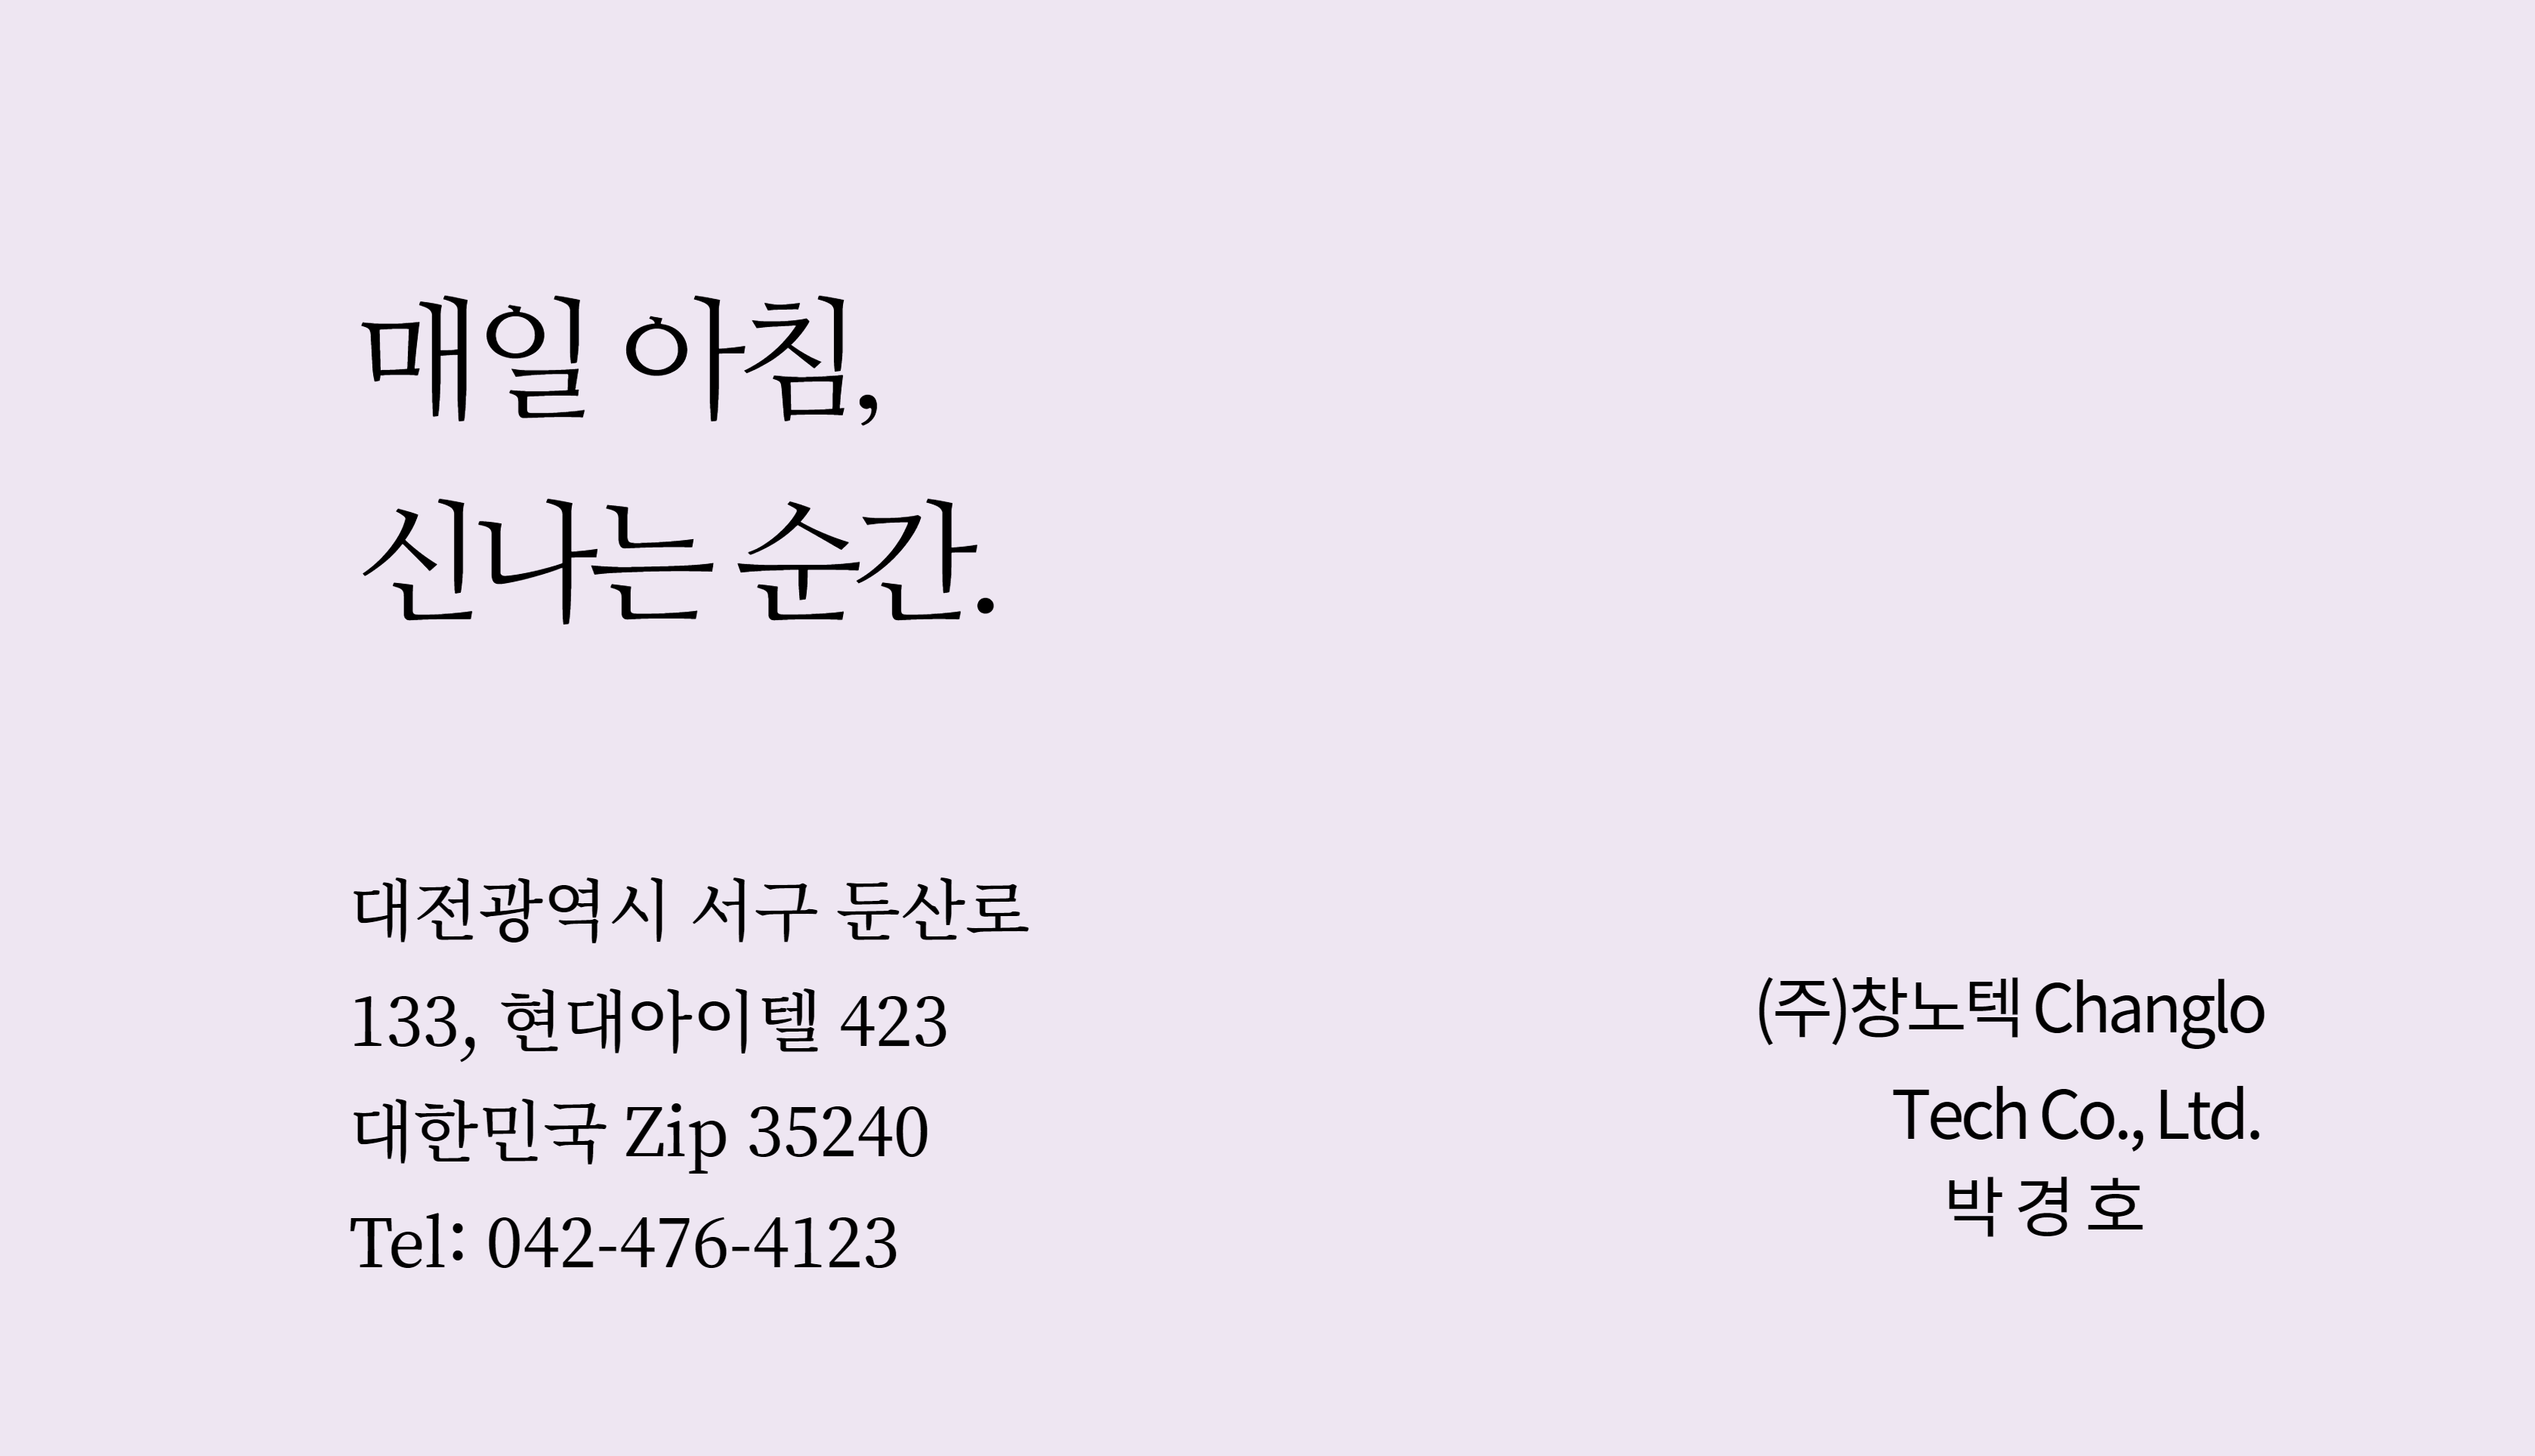 매일 아침,
신나는 순간.
대전광역시 서구 둔산로
133, 현대아이텔 423
대한민국 Zip 35240
Tel: 042-476-4123
(주)창노텍 Changlo
Tech Co., Ltd.
박 경 호